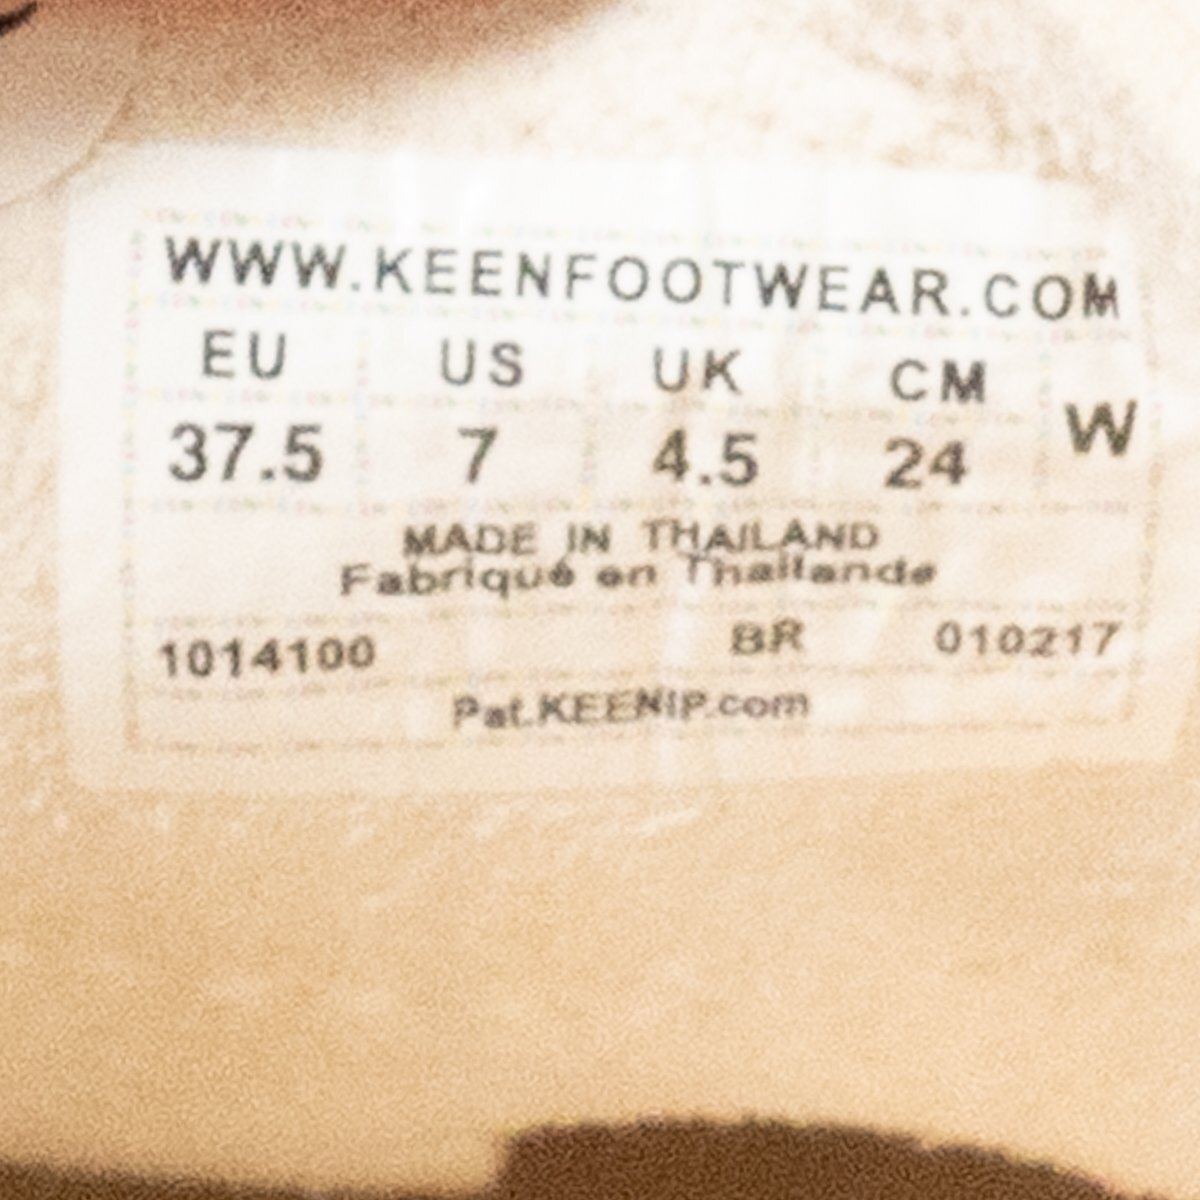 WWW.KEENFOOTWEAR.COM
EU US UK CM
37.5 7 4.5 24 W
MADE IN THAILAND
Fabriqué en Thaïlande
1014100 BR 010217
Pat.KEENIP.com